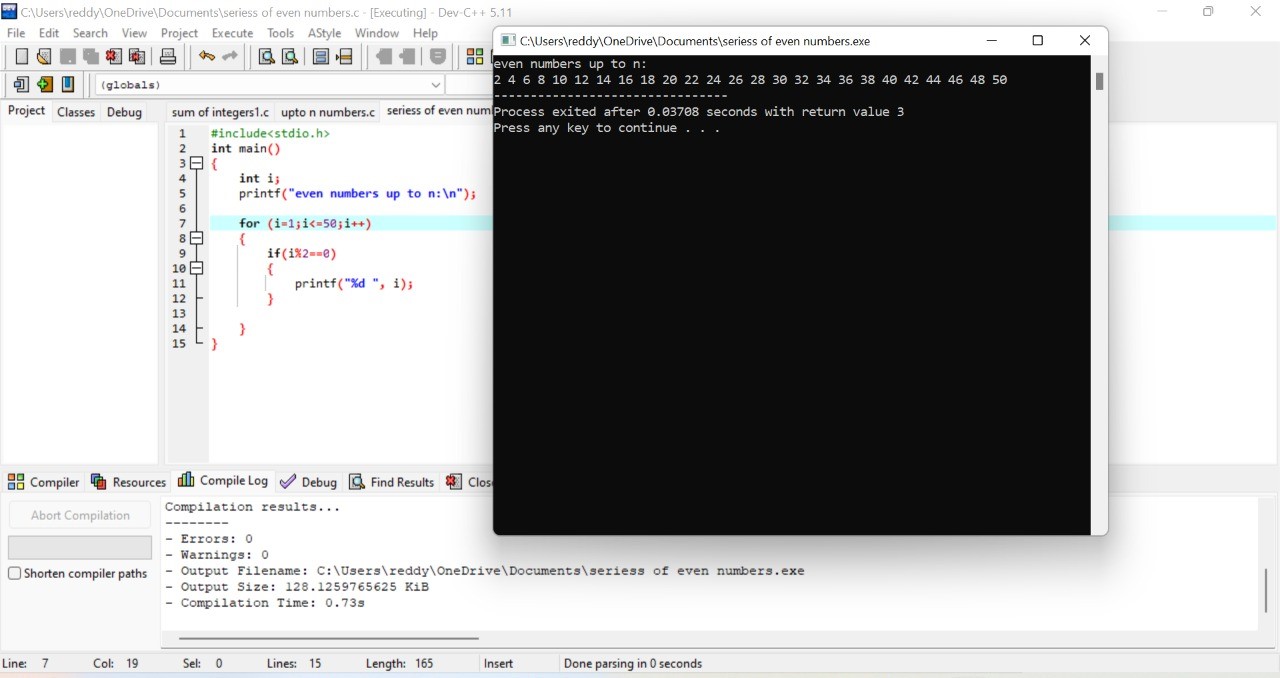 C:\Users\reddy\OneDrive\Documents\seriess of even numbers.c - [Executing] - Dev-C++ 5.11
File Edit Search View Project Execute Tools AStyle Window Help
(globals)
Project Classes Debug
sum of integers1.c upto n numbers.c seriess of even num
1 #include<stdio.h>
2 int main()
3 {
4 int i;
5 printf("even numbers up to n:\n");
6
7 for (i=1;i<=50;i++)
8 {
9 if(i%2==0)
10 {
11 printf("%d ", i);
12 }
13
14 }
15 }
C:\Users\reddy\OneDrive\Documents\seriess of even numbers.exe
even numbers up to n:
2 4 6 8 10 12 14 16 18 20 22 24 26 28 30 32 34 36 38 40 42 44 46 48 50
--------------------------------
Process exited after 0.03708 seconds with return value 3
Press any key to continue . . .
Compiler Resources Compile Log Debug Find Results Clos
Abort Compilation
Shorten compiler paths
Compilation results...
--------
- Errors: 0
- Warnings: 0
- Output Filename: C:\Users\reddy\OneDrive\Documents\seriess of even numbers.exe
- Output Size: 128.1259765625 KiB
- Compilation Time: 0.73s
Line: 7 Col: 19 Sel: 0 Lines: 15 Length: 165 Insert Done parsing in 0 seconds